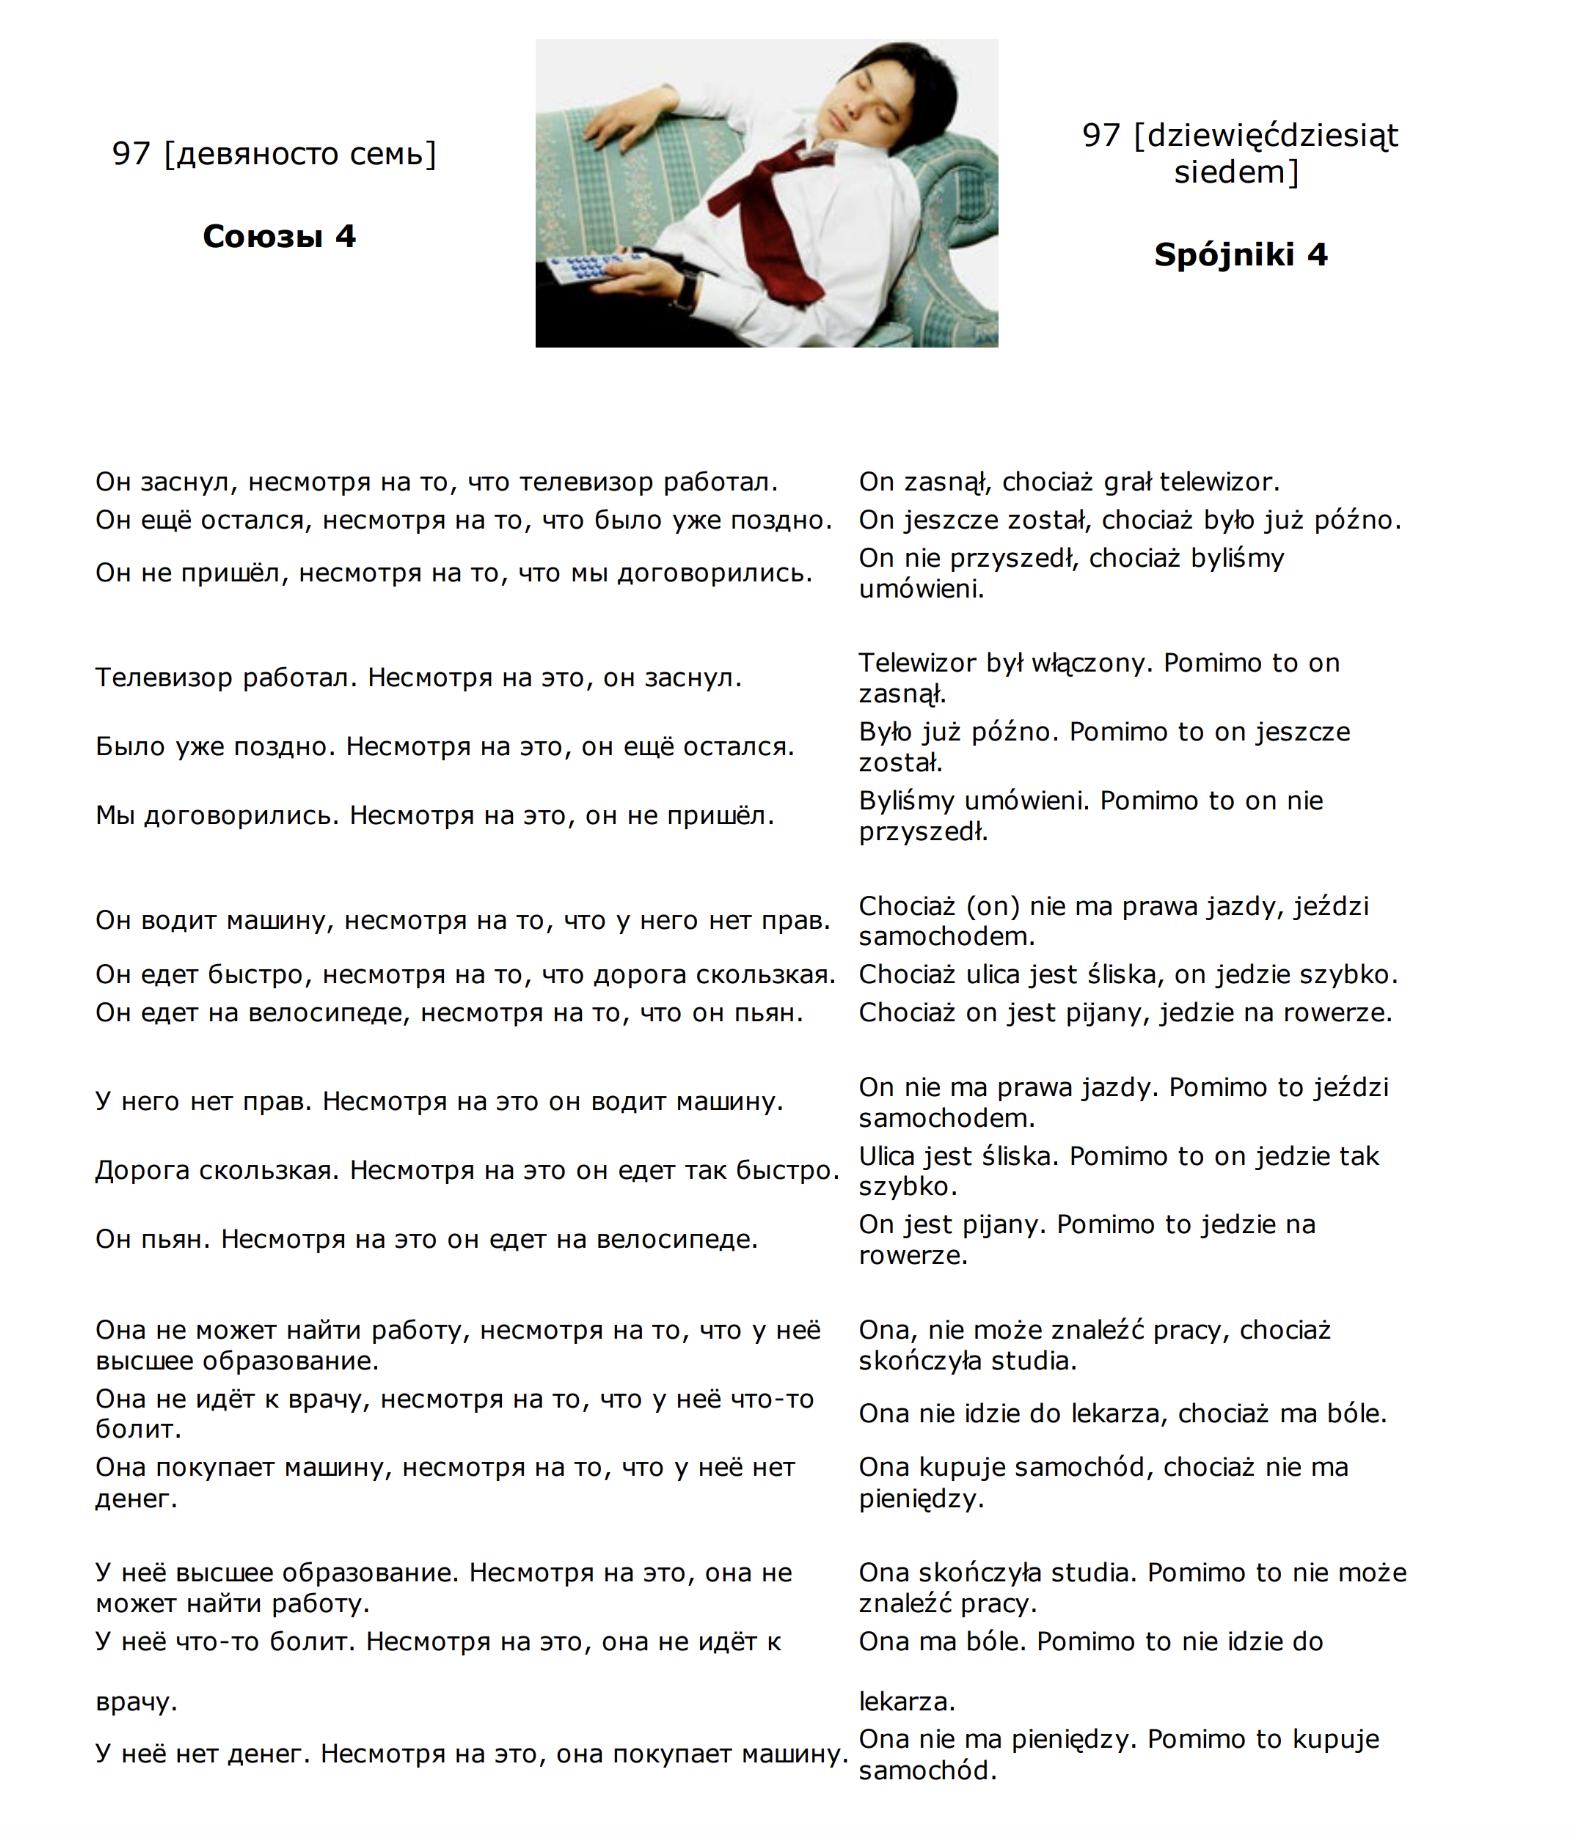 97 [девяносто семь]
Союзы 4
97 [dziewięćdziesiąt
siedem]
Spójniki 4
Он заснул, несмотря на то, что телевизор работал.
On zasnął, chociaż grał telewizor.
Он ещё остался, несмотря на то, что было уже поздно.
On jeszcze został, chociaż było już późno.
Он не пришёл, несмотря на то, что мы договорились.
On nie przyszedł, chociaż byliśmy
umówieni.
Телевизор работал. Несмотря на это, он заснул.
Telewizor był włączony. Pomimo to on
zasnął.
Было уже поздно. Несмотря на это, он ещё остался.
Było już późno. Pomimo to on jeszcze
został.
Мы договорились. Несмотря на это, он не пришёл.
Byliśmy umówieni. Pomimo to on nie
przyszedł.
Он водит машину, несмотря на то, что у него нет прав.
Chociaż (on) nie ma prawa jazdy, jeździ
samochodem.
Он едет быстро, несмотря на то, что дорога скользкая.
Chociaż ulica jest śliska, on jedzie szybko.
Он едет на велосипеде, несмотря на то, что он пьян.
Chociaż on jest pijany, jedzie na rowerze.
У него нет прав. Несмотря на это он водит машину.
On nie ma prawa jazdy. Pomimo to jeździ
samochodem.
Дорога скользкая. Несмотря на это он едет так быстро.
Ulica jest śliska. Pomimo to on jedzie tak
szybko.
Он пьян. Несмотря на это он едет на велосипеде.
On jest pijany. Pomimo to jedzie na
rowerze.
Она не может найти работу, несмотря на то, что у неё
высшее образование.
Ona, nie może znaleźć pracy, chociaż
skończyła studia.
Она не идёт к врачу, несмотря на то, что у неё что-то
болит.
Ona nie idzie do lekarza, chociaż ma bóle.
Она покупает машину, несмотря на то, что у неё нет
денег.
Ona kupuje samochód, chociaż nie ma
pieniędzy.
У неё высшее образование. Несмотря на это, она не
может найти работу.
Ona skończyła studia. Pomimo to nie może
znaleźć pracy.
У неё что-то болит. Несмотря на это, она не идёт к
врачу.
Ona ma bóle. Pomimo to nie idzie do
lekarza.
У неё нет денег. Несмотря на это, она покупает машину.
Ona nie ma pieniędzy. Pomimo to kupuje
samochód.